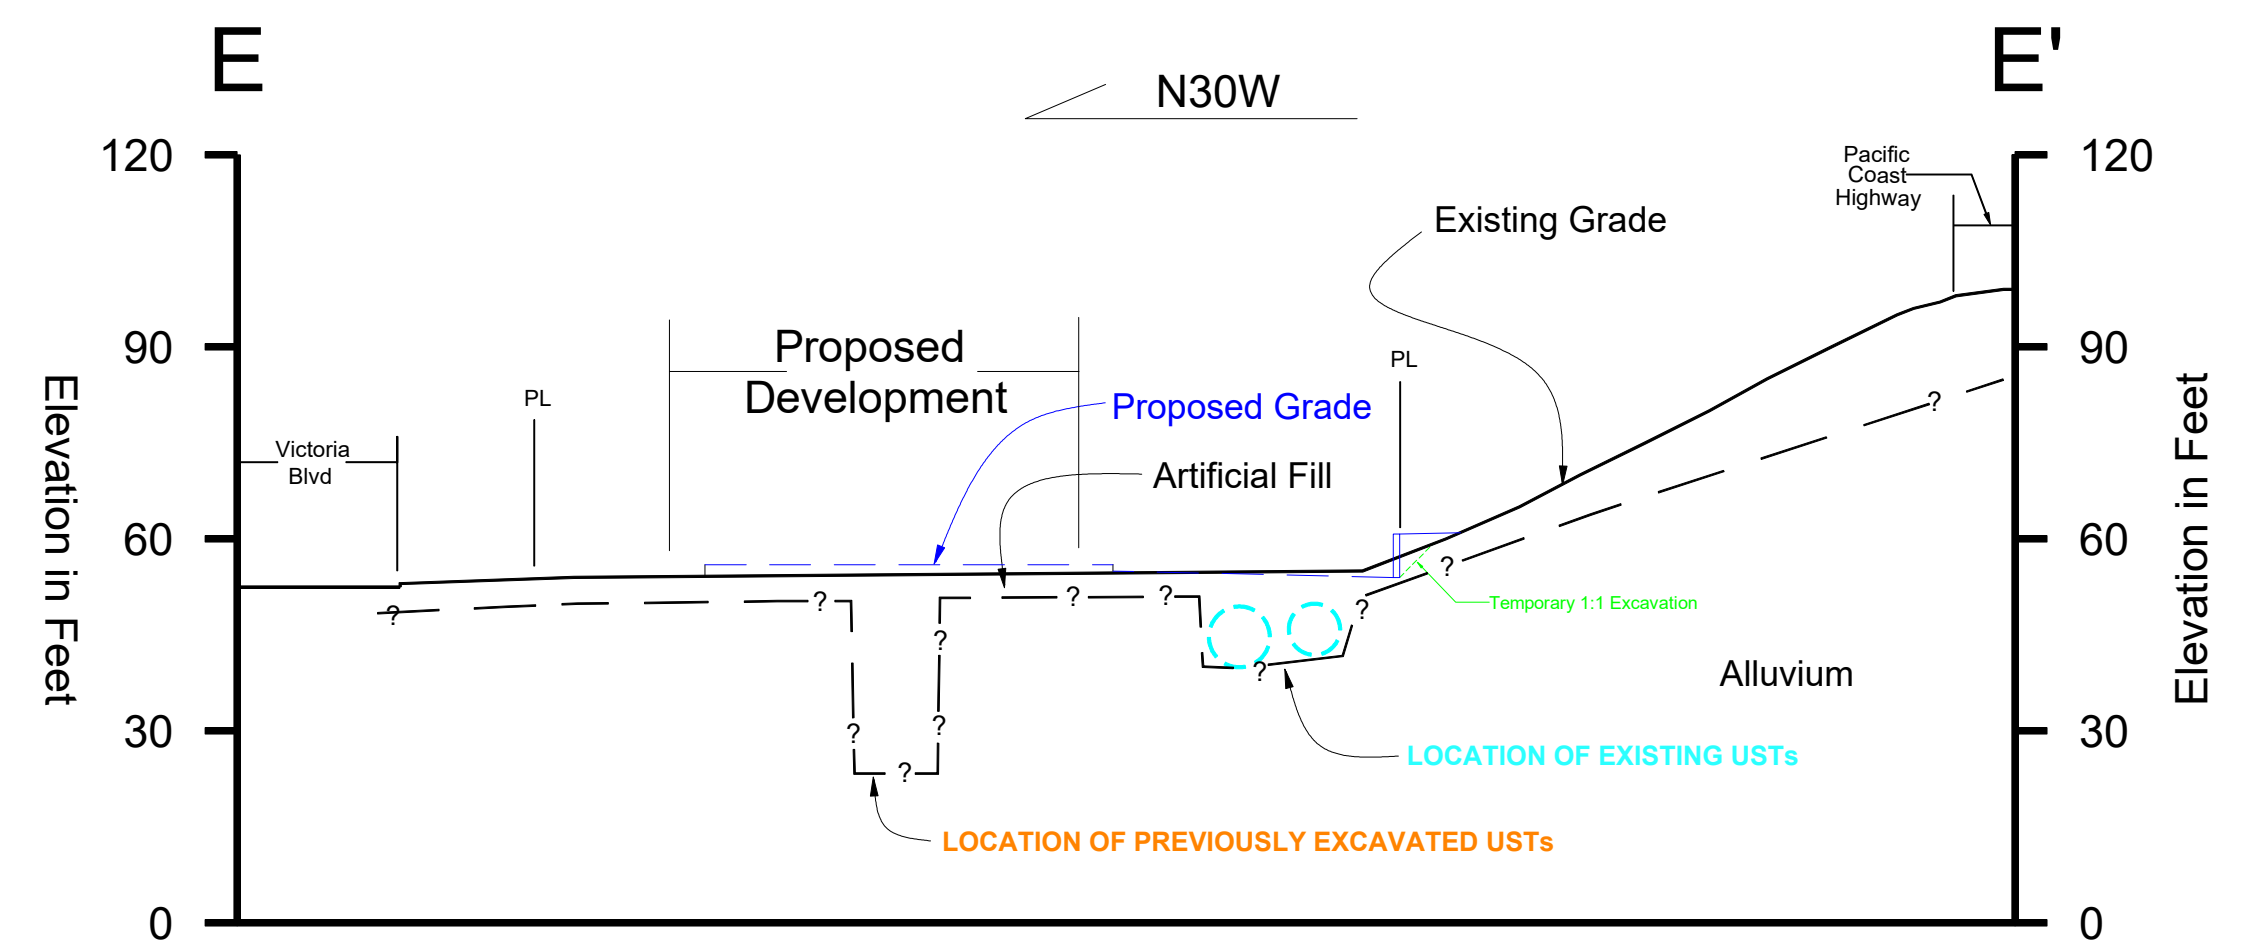 E
E'
N30W
120
90
60
30
0
120
90
60
30
0
Elevation in Feet
Elevation in Feet
Pacific
Coast
Highway
Existing Grade
Proposed
Development
PL
PL
Proposed Grade
Victoria
Blvd
Artificial Fill
?
?
?
?
?
?
?
?
?
?
?
?
?
Temporary 1:1 Excavation
Alluvium
LOCATION OF EXISTING USTs
LOCATION OF PREVIOUSLY EXCAVATED USTs